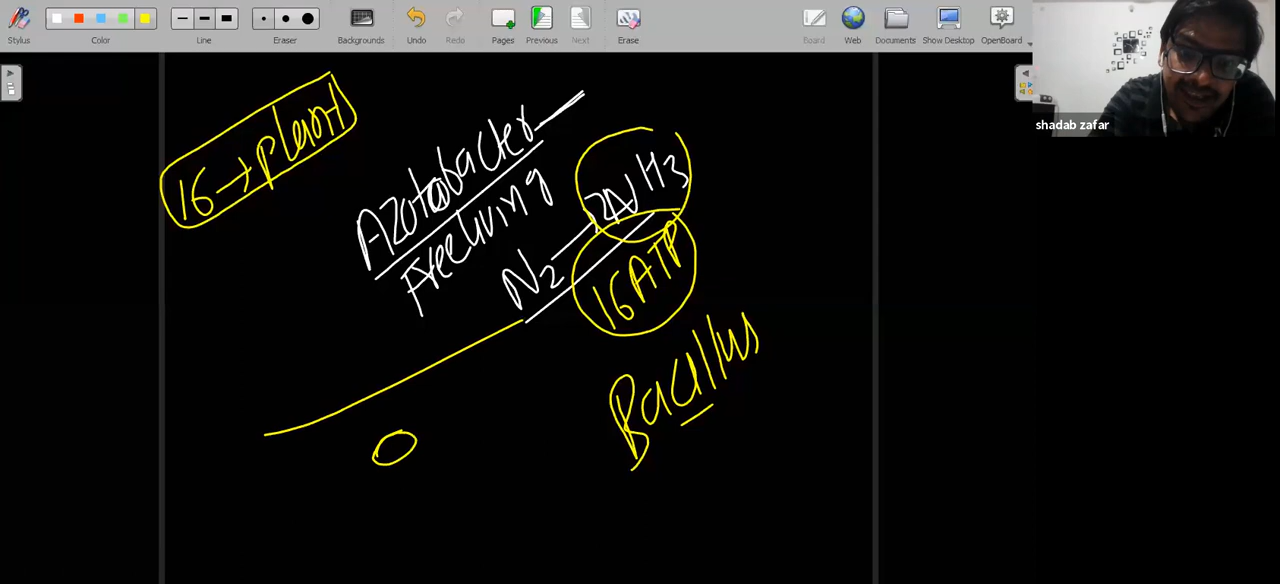 Stylus
Color
Line
Eraser
Backgrounds
Undo
Redo
Pages
Previous
Next
Erase
Board
Web
Documents
Show Desktop
OpenBoard
shadab zafar
16 → plant
Azotobacter
Freeliving
N2
2NH3
16ATP
Bacillus